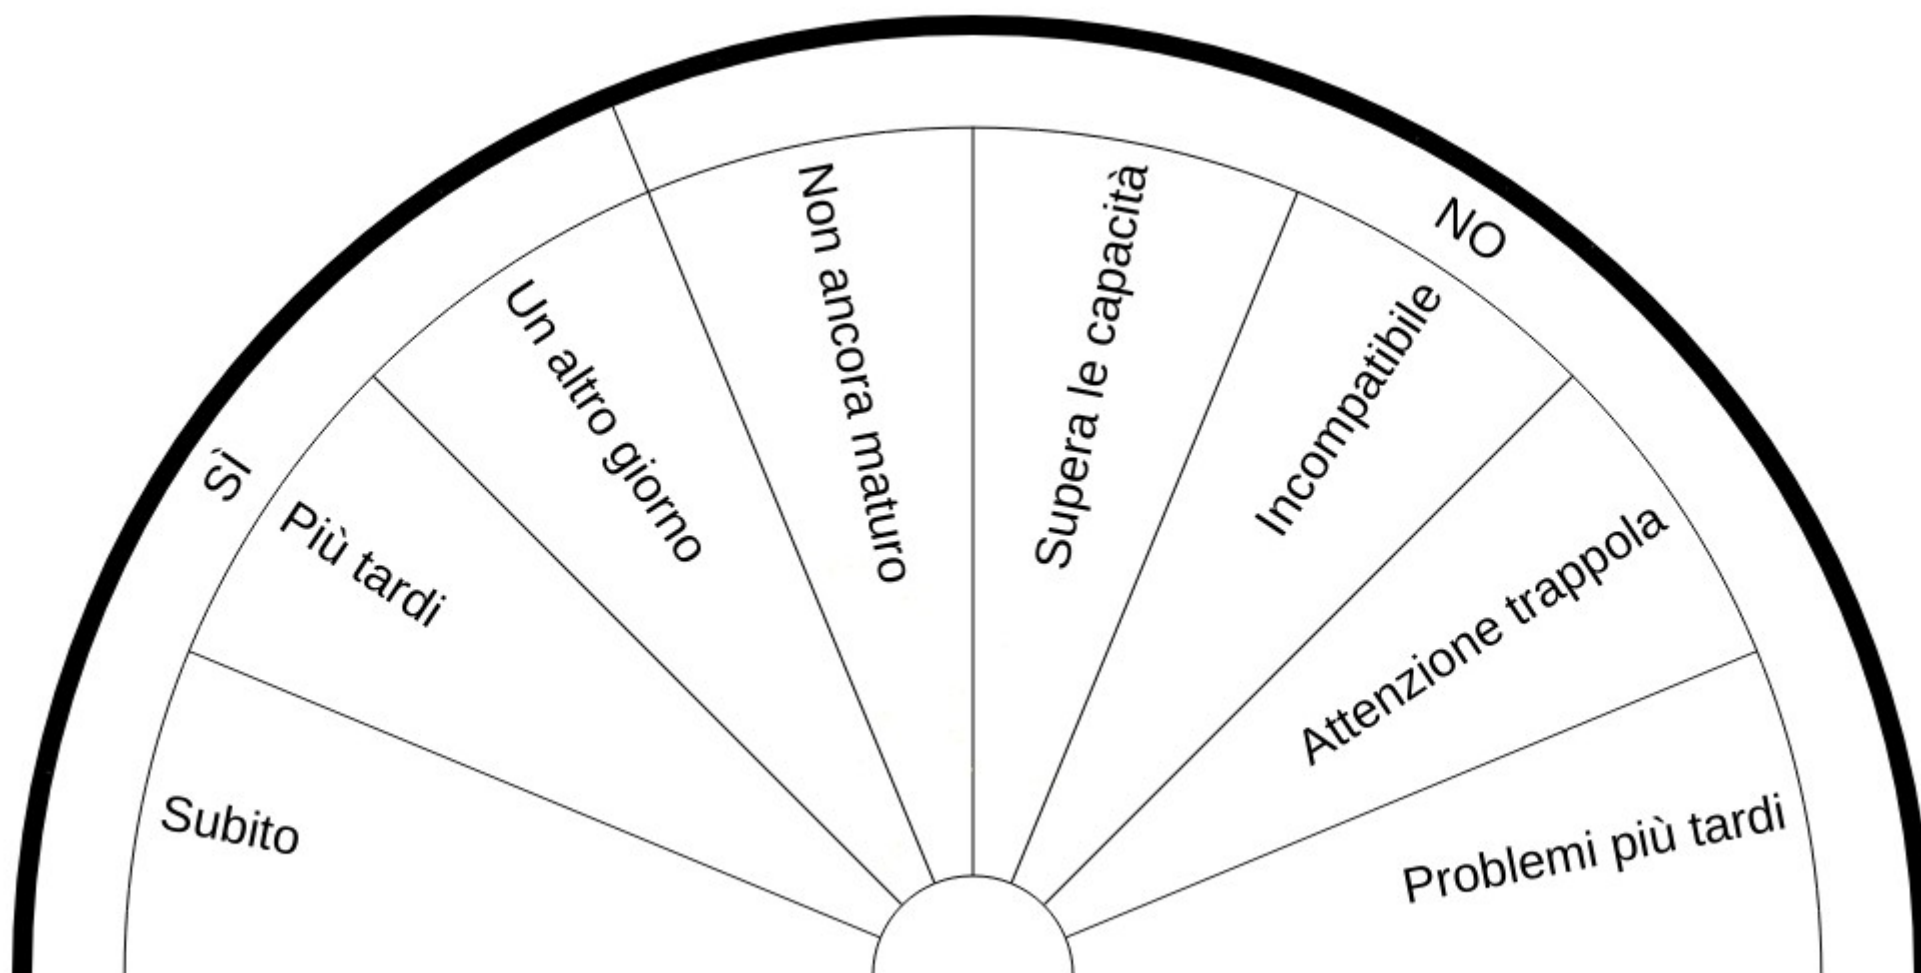 SÌ
NO
Subito
Più tardi
Un altro giorno
Non ancora maturo
Supera le capacità
Incompatibile
Attenzione trappola
Problemi più tardi